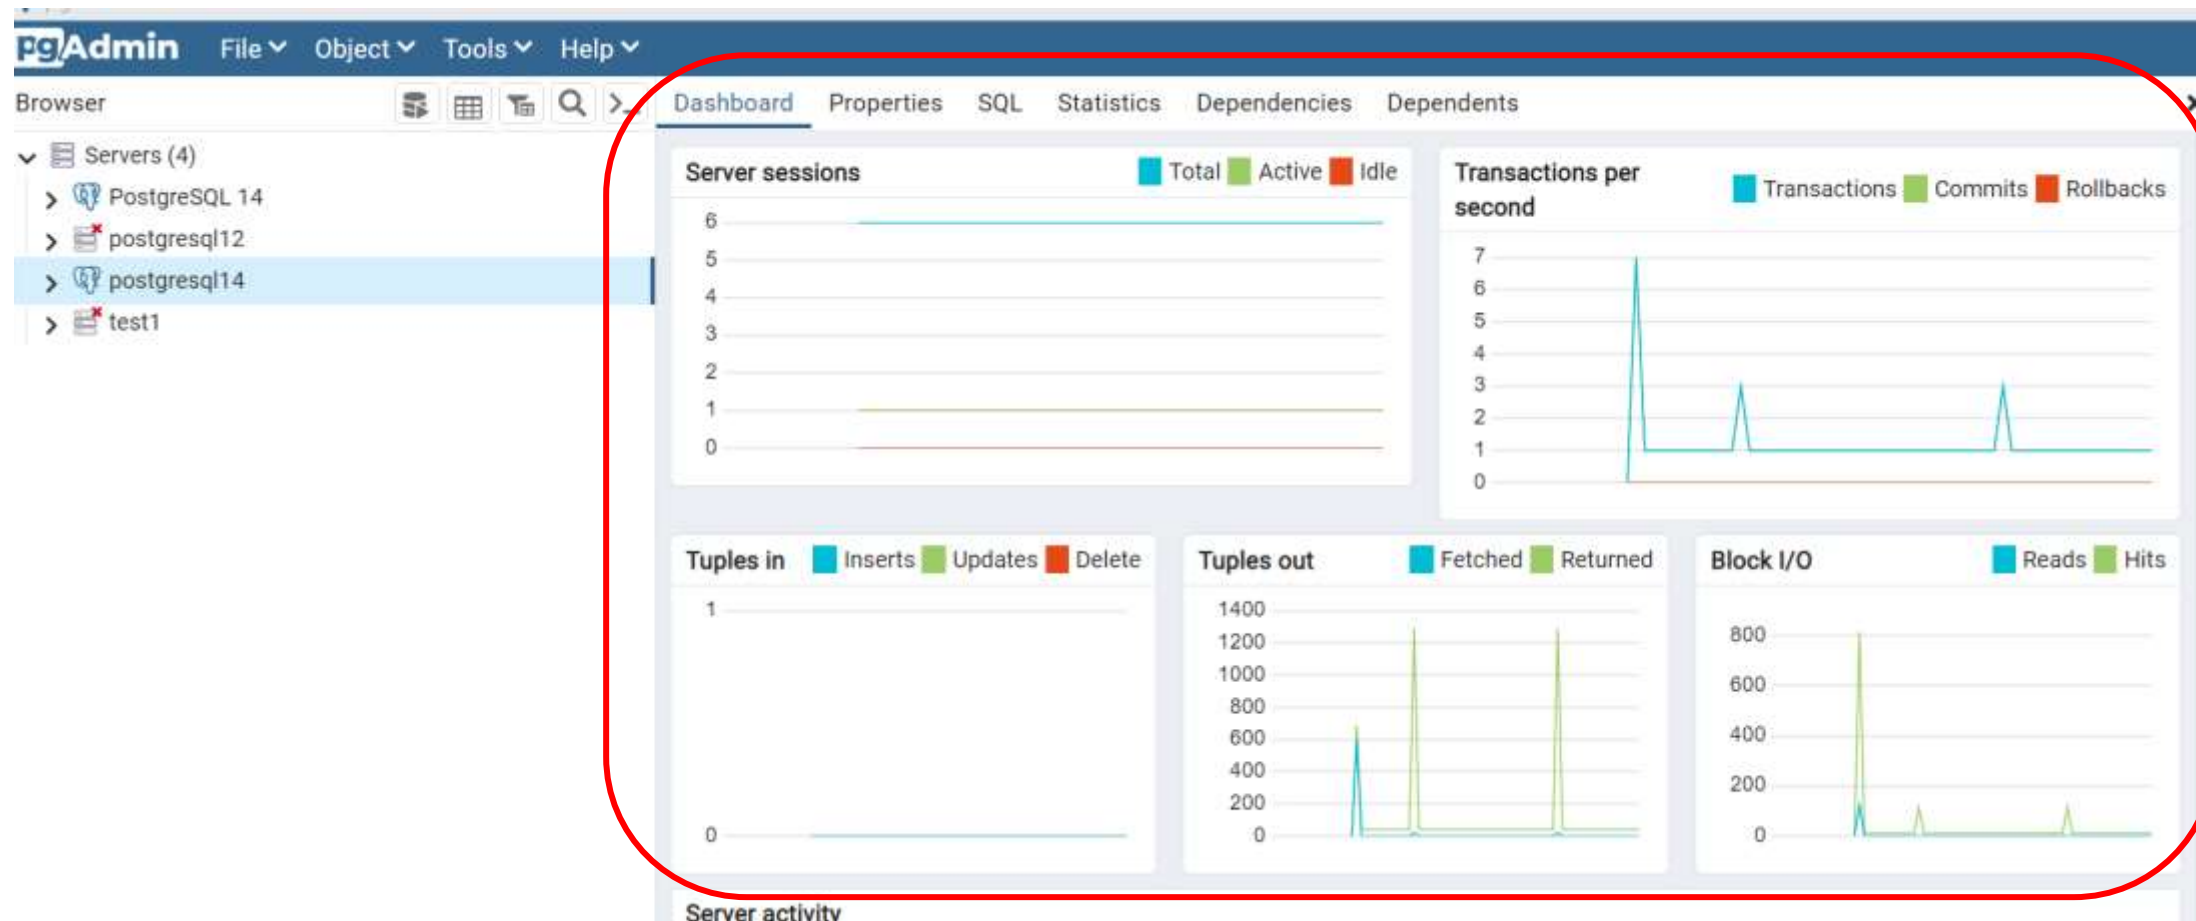 pgAdmin File Object Tools Help
Browser
Servers (4)
PostgreSQL 14
postgresql12
postgresql14
test1
Dashboard Properties SQL Statistics Dependencies Dependents
Server sessions Total Active Idle
6
5
4
3
2
1
0
Transactions per second Transactions Commits Rollbacks
7
6
5
4
3
2
1
0
Tuples in Inserts Updates Delete
1
0
Tuples out Fetched Returned
1400
1200
1000
800
600
400
200
0
Block I/O Reads Hits
800
600
400
200
0
Server activity